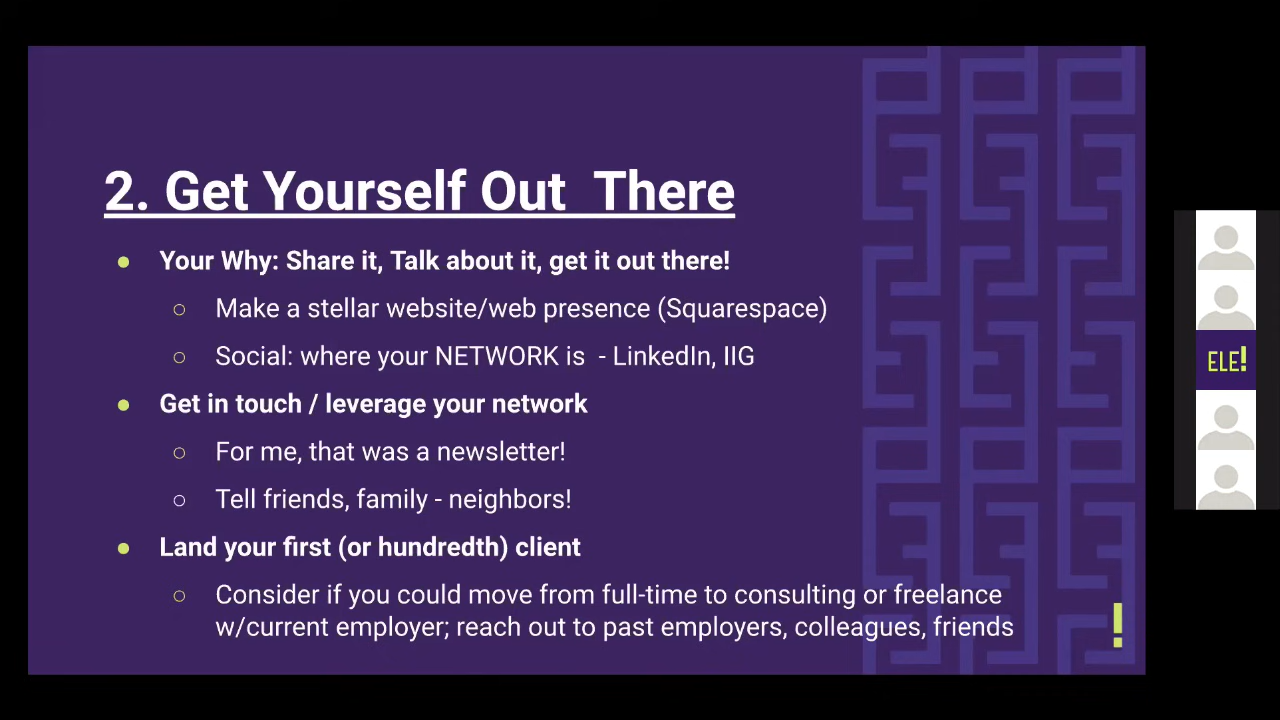 2. Get Yourself Out  There
● Your Why: Share it, Talk about it, get it out there!
○ Make a stellar website/web presence (Squarespace)
○ Social: where your NETWORK is  - LinkedIn, IIG
● Get in touch / leverage your network
○ For me, that was a newsletter!
○ Tell friends, family - neighbors!
● Land your first (or hundredth) client
○ Consider if you could move from full-time to consulting or freelance
w/current employer; reach out to past employers, colleagues, friends
!
ELE!